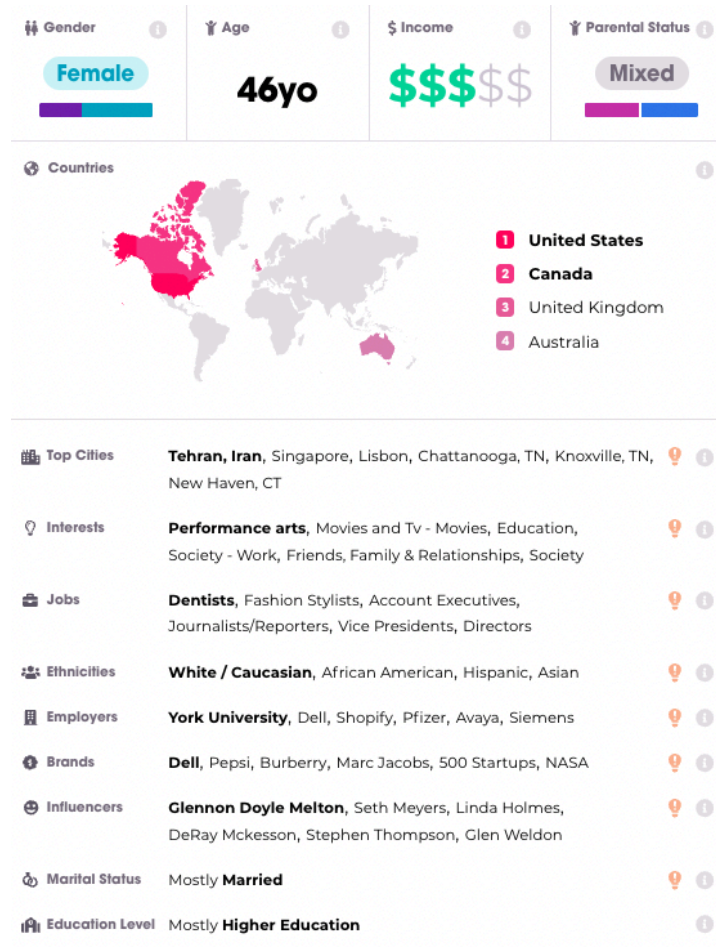 Gender
Age
$ Income
Parental Status
Female
46yo
$$$$$
Mixed
Countries
1 United States
2 Canada
3 United Kingdom
4 Australia
Top Cities
Tehran, Iran, Singapore, Lisbon, Chattanooga, TN, Knoxville, TN,
New Haven, CT
Interests
Performance arts, Movies and Tv - Movies, Education,
Society - Work, Friends, Family & Relationships, Society
Jobs
Dentists, Fashion Stylists, Account Executives,
Journalists/Reporters, Vice Presidents, Directors
Ethnicities
White / Caucasian, African American, Hispanic, Asian
Employers
York University, Dell, Shopify, Pfizer, Avaya, Siemens
Brands
Dell, Pepsi, Burberry, Marc Jacobs, 500 Startups, NASA
Influencers
Glennon Doyle Melton, Seth Meyers, Linda Holmes,
DeRay Mckesson, Stephen Thompson, Glen Weldon
Marital Status
Mostly Married
Education Level
Mostly Higher Education